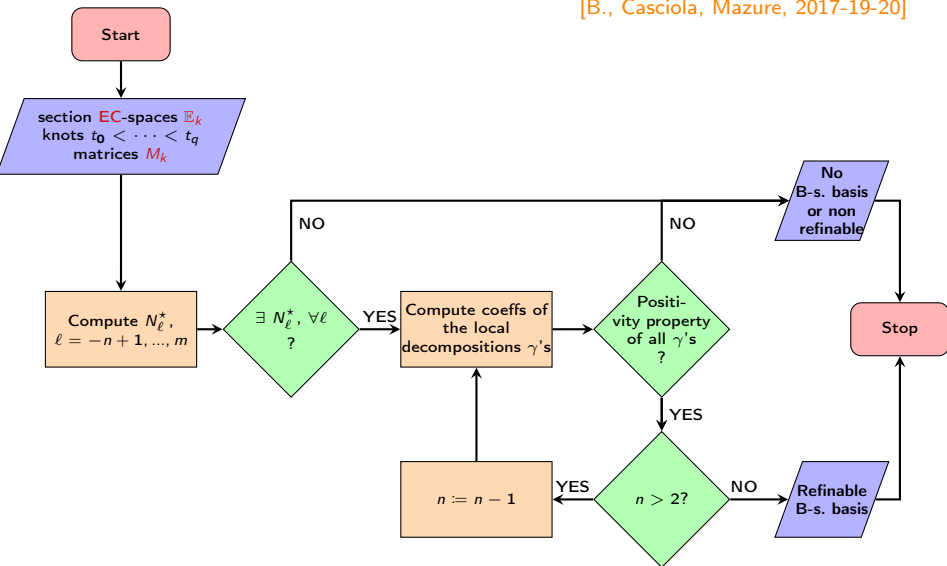 [B., Casciola, Mazure, 2017-19-20]
Start
section EC-spaces 𝔼ₖ
knots t₀ < · · · < t_q
matrices Mₖ
No
B-s. basis
or non
refinable
NO
NO
Compute N_ℓ^⋆,
ℓ = −n + 1, ..., m
∃ N_ℓ^⋆, ∀ℓ
?
YES
Compute coeffs of
the local
decompositions γ's
Positi-
vity property
of all γ's
?
Stop
YES
n := n − 1
YES
n > 2?
NO
Refinable
B-s. basis